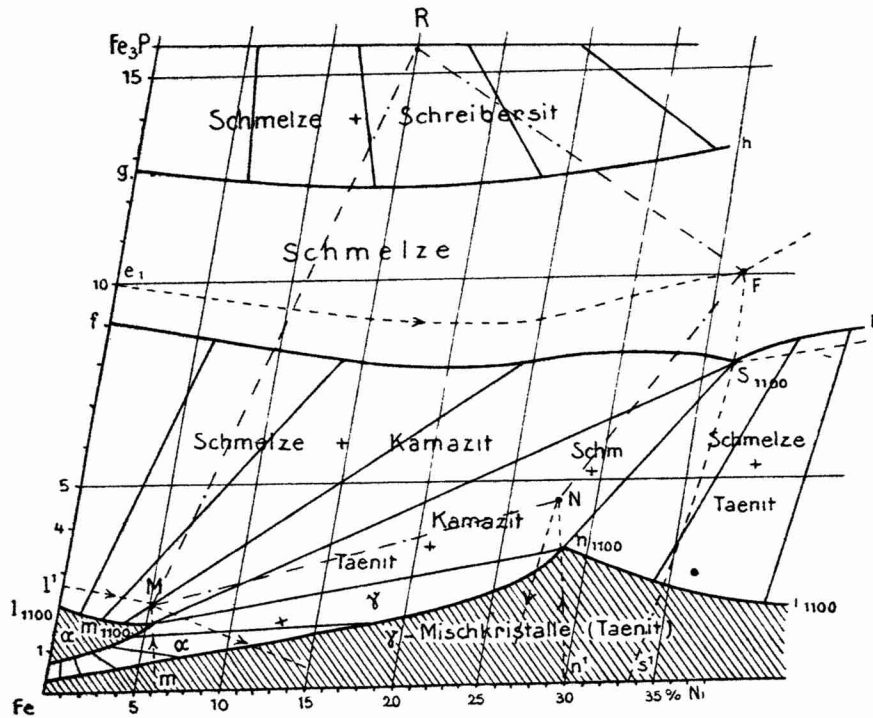 R
Fe₃P
15
Schmelze + Schreibersit
h
g
Schmelze
10 e₁
F
f
S₁₁₀₀
Schmelze + Kamazit
Schm +
Schmelze + Taenit
5
N
Kamazit + Taenit
4
n₁₁₀₀
l'
M
l₁₁₀₀
γ
1100
α m₁₁₀₀
+
γ-Mischkristalle (Taenit)
1
α
m
n'
s'
Fe
5 10 15 20 25 30 35 % Ni